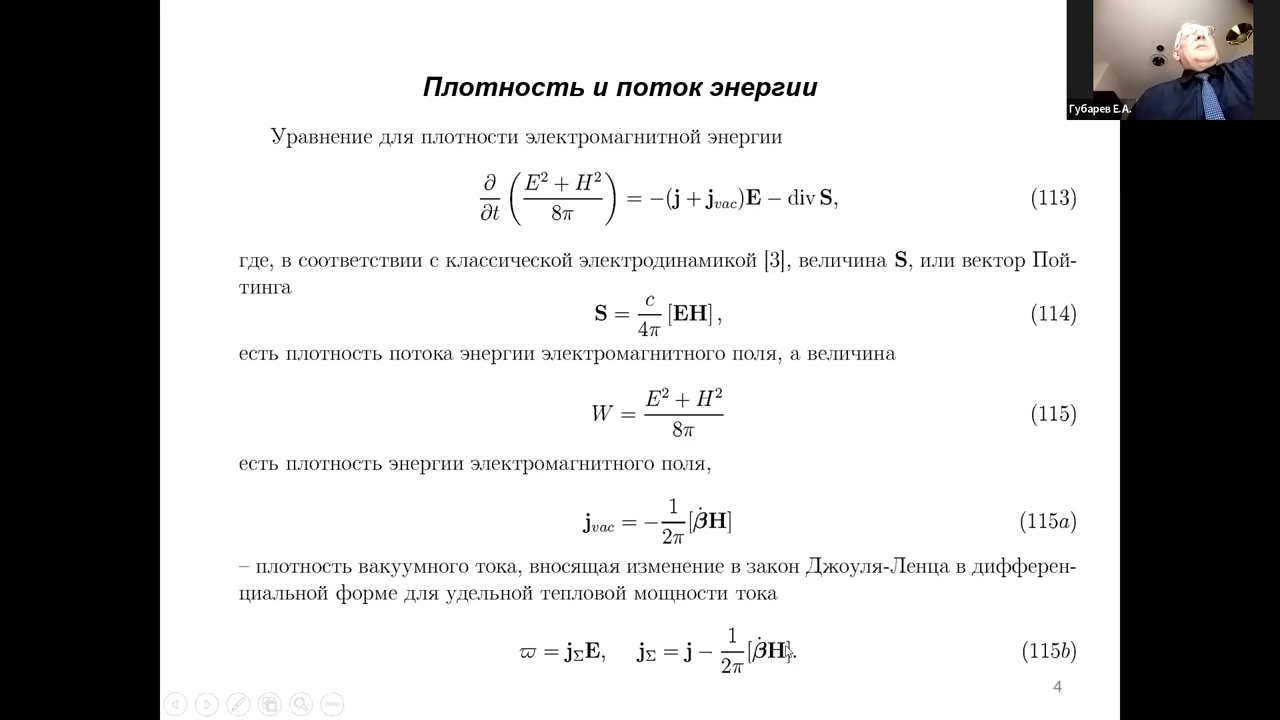 Плотность и поток энергии
Губарев Е.А.
Уравнение для плотности электромагнитной энергии
∂/∂t ( (E² + H²)/8π ) = −(j + j_vac)E − div S, (113)
где, в соответствии с классической электродинамикой [3], величина S, или вектор Пой-
тинга
S = c/4π [EH], (114)
есть плотность потока энергии электромагнитного поля, а величина
W = (E² + H²)/8π (115)
есть плотность энергии электромагнитного поля,
j_vac = −1/2π [β̇H] (115a)
– плотность вакуумного тока, вносящая изменение в закон Джоуля-Ленца в дифферен-
циальной форме для удельной тепловой мощности тока
ϖ = j_Σ E, j_Σ = j − 1/2π [β̇H]. (115b)
4